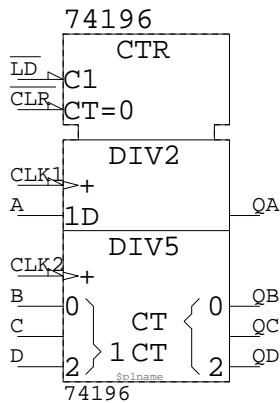 74196
CTR
LD C1
CLR CT=0
DIV2
CLK1 +
A 1D QA
DIV5
CLK2 +
B 0 0 QB
CT
C 1 CT QC
D 2 2 QD
$plname
74196